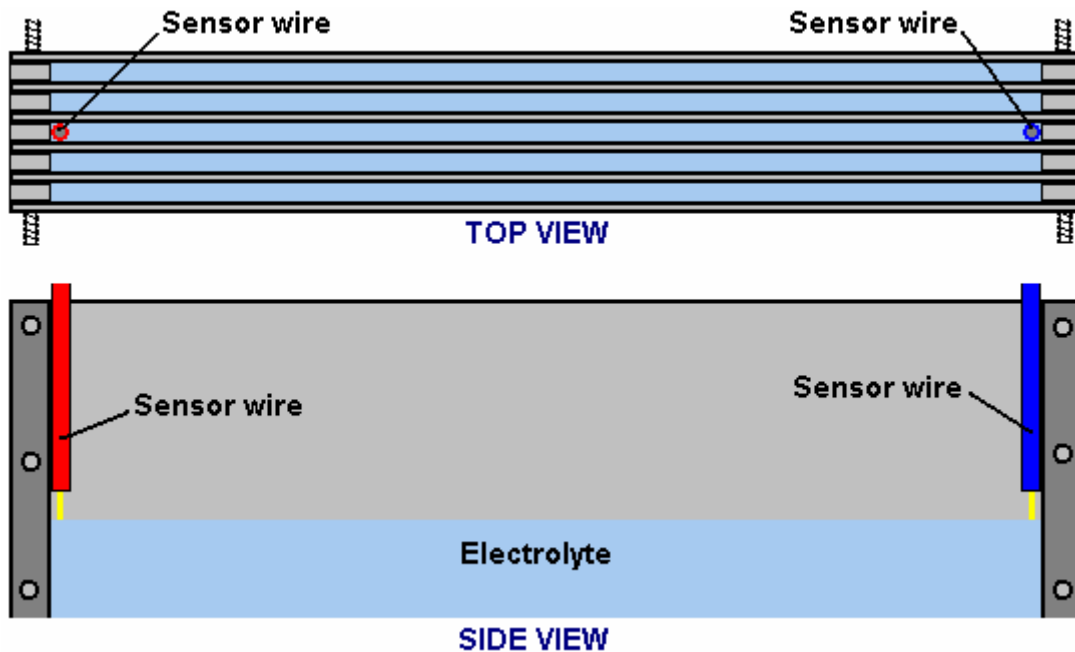 Sensor wire
Sensor wire
TOP VIEW
Sensor wire
Sensor wire
Electrolyte
SIDE VIEW